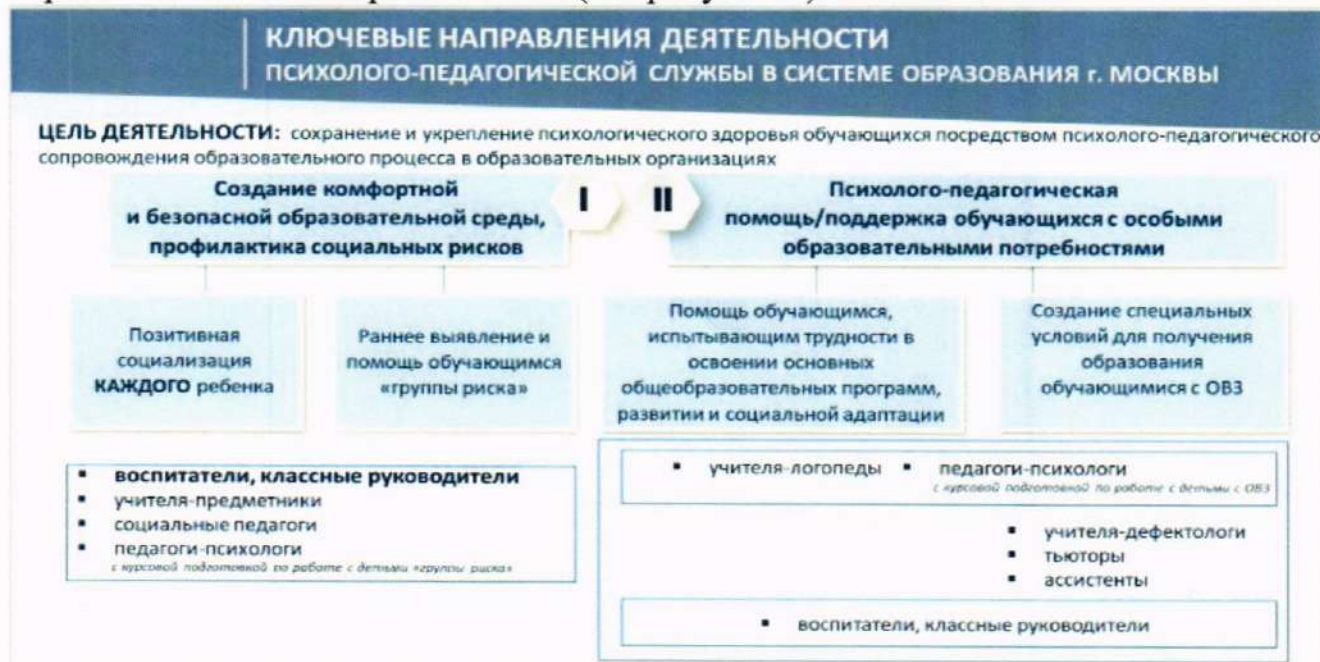 КЛЮЧЕВЫЕ НАПРАВЛЕНИЯ ДЕЯТЕЛЬНОСТИ
ПСИХОЛОГО-ПЕДАГОГИЧЕСКОЙ СЛУЖБЫ В СИСТЕМЕ ОБРАЗОВАНИЯ г. МОСКВЫ
ЦЕЛЬ ДЕЯТЕЛЬНОСТИ: сохранение и укрепление психологического здоровья обучающихся посредством психолого-педагогического
сопровождения образовательного процесса в образовательных организациях
Создание комфортной
и безопасной образовательной среды,
профилактика социальных рисков
I
II
Психолого-педагогическая
помощь/поддержка обучающихся с особыми
образовательными потребностями
Позитивная
социализация
КАЖДОГО ребенка
Раннее выявление и
помощь обучающимся
«группы риска»
Помощь обучающимся,
испытывающим трудности в
освоении основных
общеобразовательных программ,
развитии и социальной адаптации
Создание специальных
условий для получения
образования
обучающимися с ОВЗ
▪ воспитатели, классные руководители
▪ учителя-предметники
▪ социальные педагоги
▪ педагоги-психологи
с курсовой подготовкой по работе с детьми «группы риска»
▪ учителя-логопеды ▪ педагоги-психологи
с курсовой подготовкой по работе с детьми с ОВЗ
▪ учителя-дефектологи
▪ тьюторы
▪ ассистенты
▪ воспитатели, классные руководители